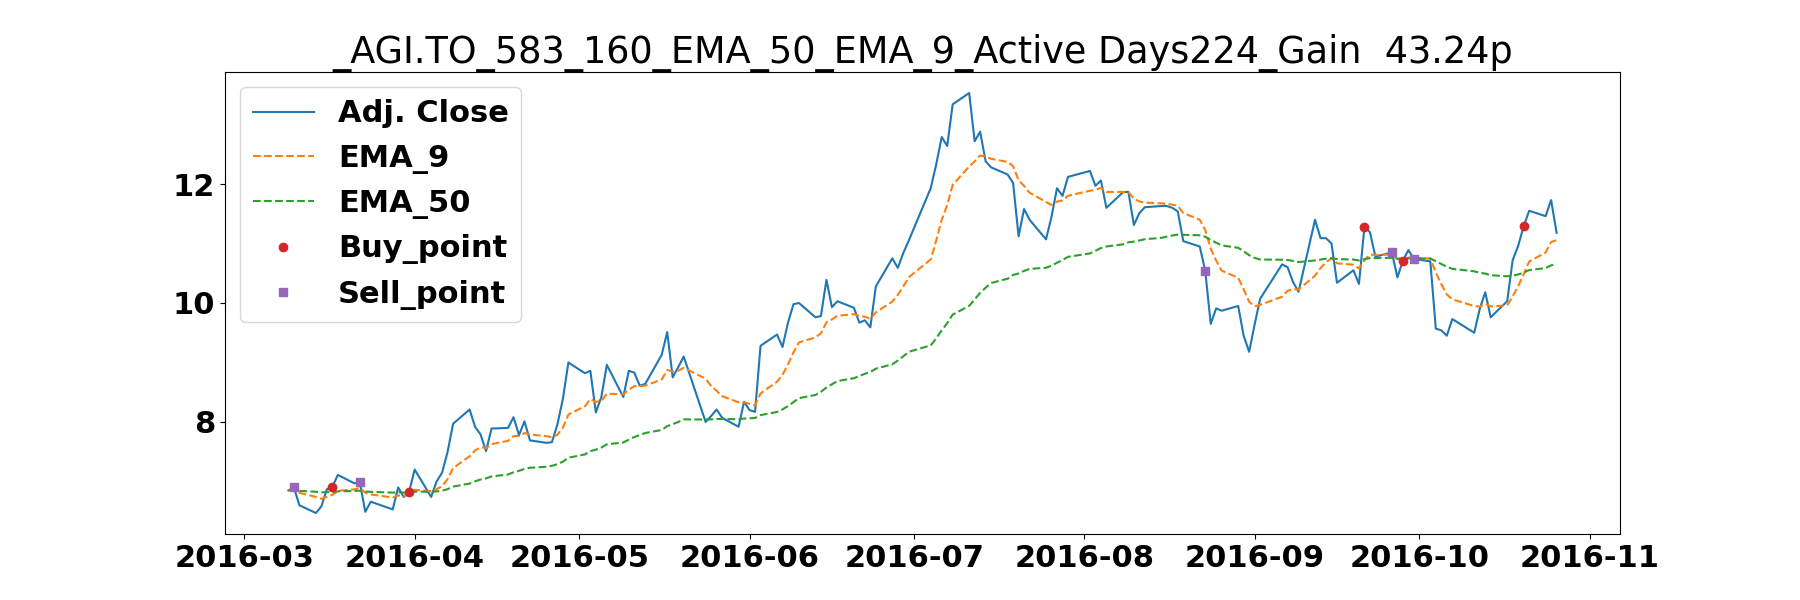 _AGI.TO_583_160_EMA_50_EMA_9_Active Days224_Gain  43.24p
Adj. Close
EMA_9
EMA_50
Buy_point
Sell_point
12
10
8
2016-03 2016-04 2016-05 2016-06 2016-07 2016-08 2016-09 2016-10 2016-11